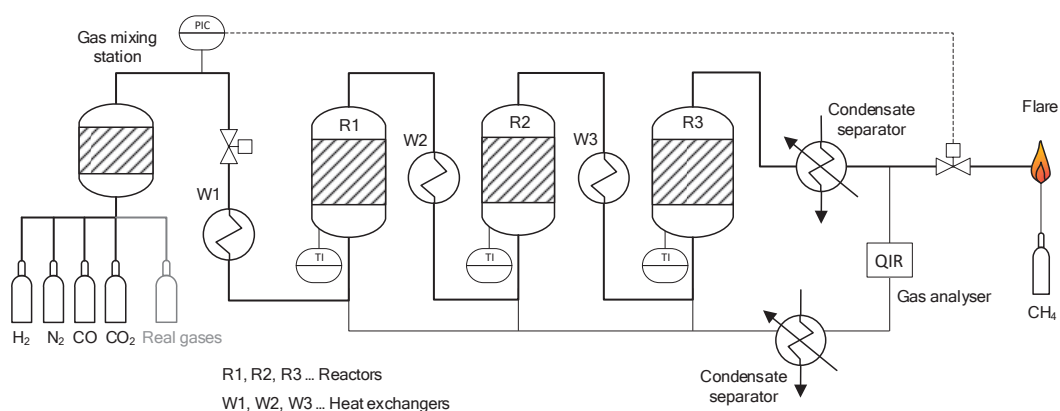 PIC
Gas mixing
station
R1
R2
R3
Condensate
separator
Flare
W2
W3
W1
TI
TI
TI
QIR
Gas analyser
H₂ N₂ CO CO₂ Real gases
CH₄
Condensate
separator
R1, R2, R3 ... Reactors
W1, W2, W3 ... Heat exchangers